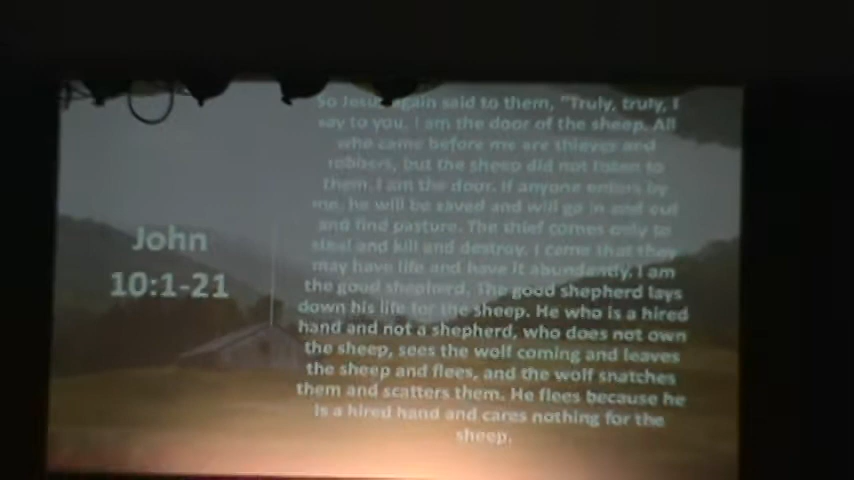 John
10:1-21
So Jesus again said to them, "Truly, truly, I
say to you, I am the door of the sheep. All
who came before me are thieves and
robbers, but the sheep did not listen to
them. I am the door. If anyone enters by
me, he will be saved and will go in and out
and find pasture. The thief comes only to
steal and kill and destroy. I came that they
may have life and have it abundantly. I am
the good shepherd. The good shepherd lays
down his life for the sheep. He who is a hired
hand and not a shepherd, who does not own
the sheep, sees the wolf coming and leaves
the sheep and flees, and the wolf snatches
them and scatters them. He flees because he
is a hired hand and cares nothing for the
sheep.